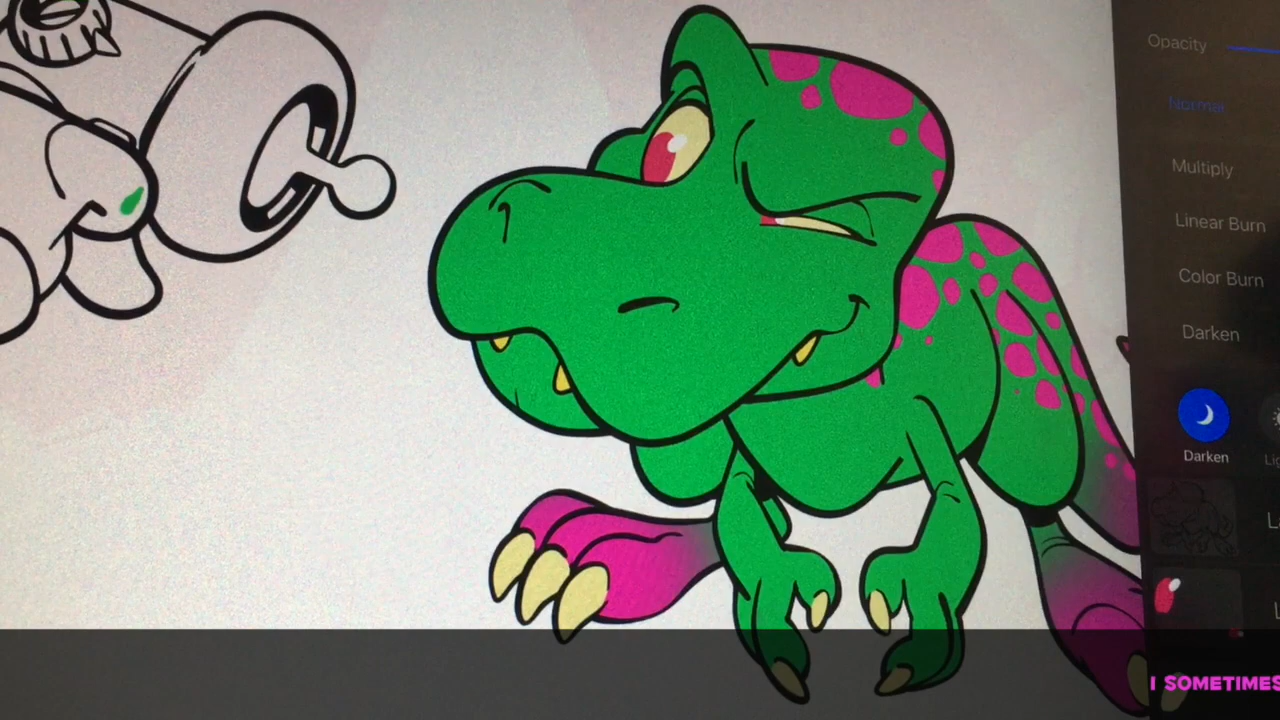 Opacity
Normal
Multiply
Linear Burn
Color Burn
Darken
Darken
I SOMETIMES